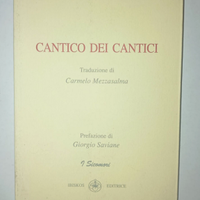 CANTICO DEI CANTICI
Traduzione di
Carmelo Mezzasalma
Prefazione di
Giorgio Saviane
I Sicomori
EDITRICE